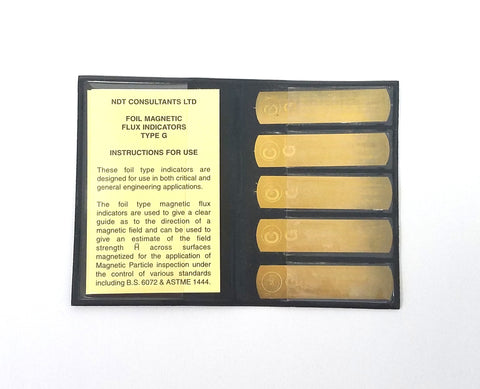 NDT CONSULTANTS LTD
FOIL MAGNETIC
FLUX INDICATORS
TYPE G
INSTRUCTIONS FOR USE
These foil type indicators are
designed for use in both critical and
general engineering applications.
The foil type magnetic flux
indicators are used to give a clear
guide as to the direction of a
magnetic field and can be used to
give an estimate of the field
strength H across surfaces
magnetized for the application of
Magnetic Particle inspection under
the control of various standards
including B.S. 6072 & ASTME 1444.
G
G
G
G